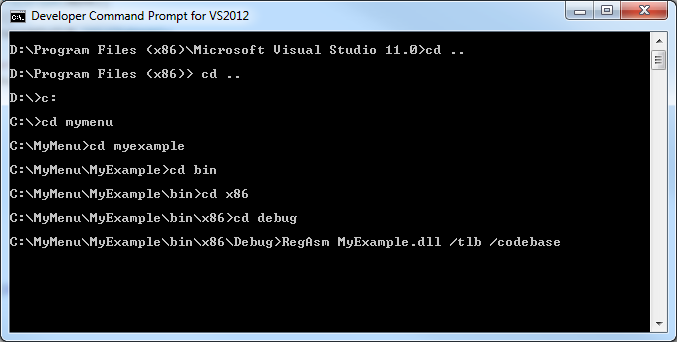 Developer Command Prompt for VS2012
D:\Program Files (x86)\Microsoft Visual Studio 11.0>cd ..
D:\Program Files (x86)> cd ..
D:\>c:
C:\>cd mymenu
C:\MyMenu>cd myexample
C:\MyMenu\MyExample>cd bin
C:\MyMenu\MyExample\bin>cd x86
C:\MyMenu\MyExample\bin\x86>cd debug
C:\MyMenu\MyExample\bin\x86\Debug>RegAsm MyExample.dll /tlb /codebase